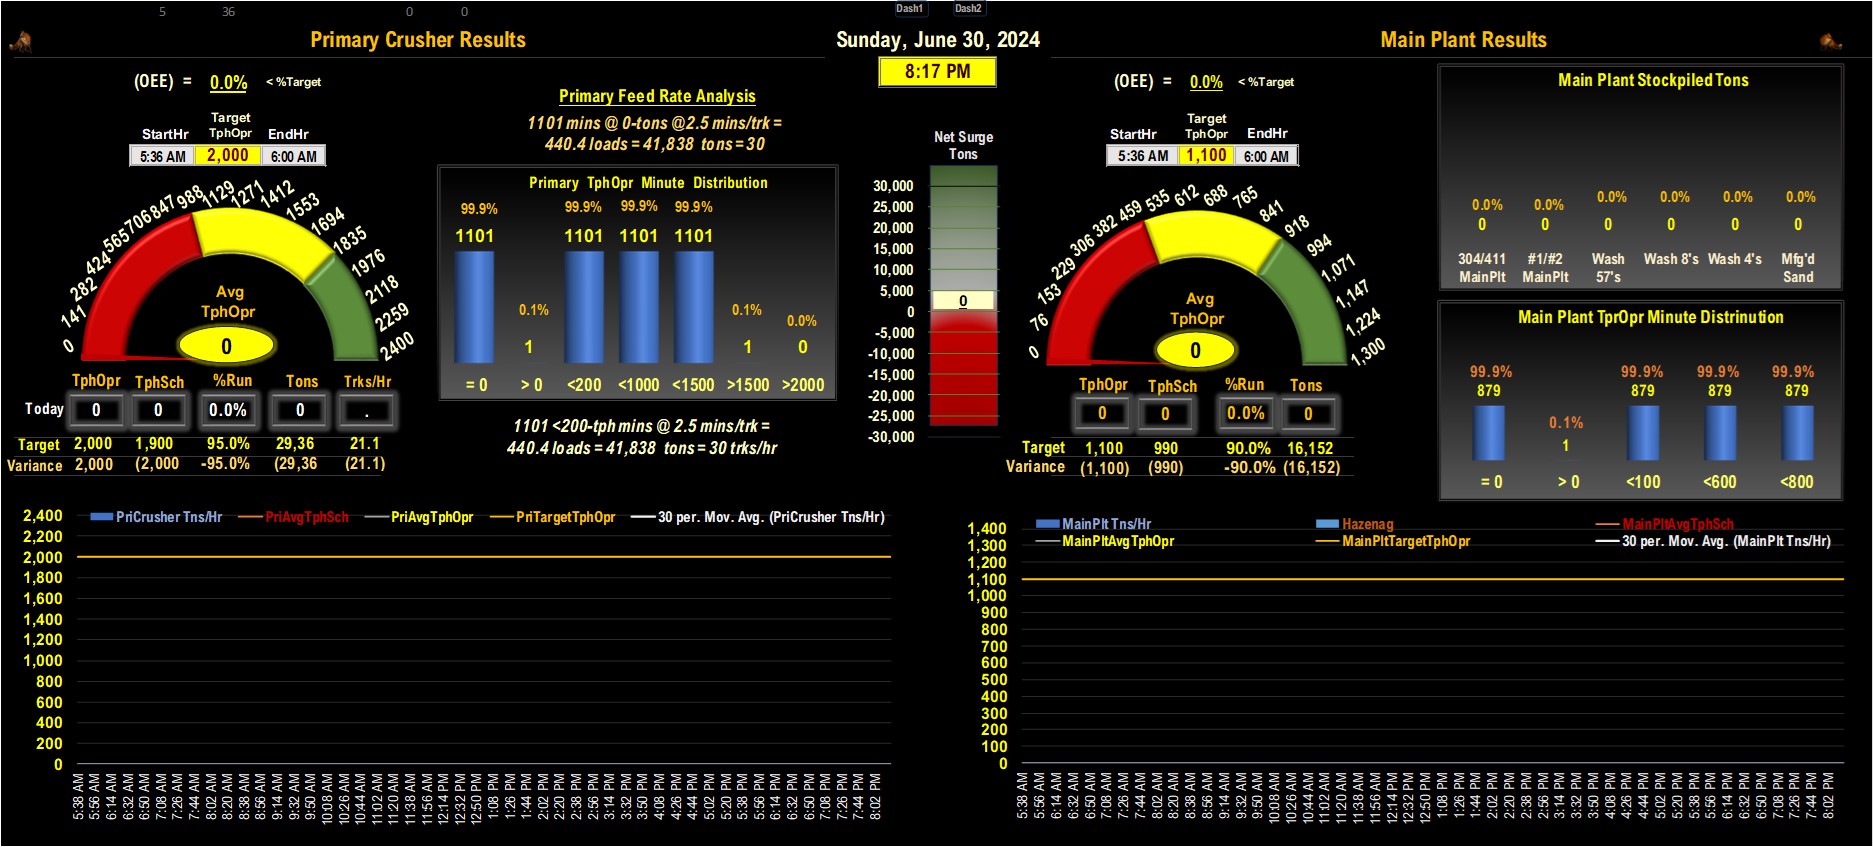 5 36 0 0 Dash1 Dash2
Primary Crusher Results
Sunday, June 30, 2024
Main Plant Results
8:17 PM
(OEE) = 0.0% < %Target
Target
StartHr TphOpr EndHr
5:36 AM 2,000 6:00 AM
0 141 282 424 565 706 847 988 1129 1271 1412 1553 1694 1835 1976 2118 2259 2400
Avg
TphOpr
0
TphOpr TphSch %Run Tons Trks/Hr
Today 0 0 0.0% 0 .
Target 2,000 1,900 95.0% 29,36 21.1
Variance 2,000 (2,000 -95.0% (29,36 (21.1)
Primary Feed Rate Analysis
1101 mins @ 0-tons @2.5 mins/trk =
440.4 loads = 41,838 tons = 30
Primary TphOpr Minute Distribution
99.9% 99.9% 99.9% 99.9%
1101 1101 1101 1101
0.1% 0.1% 0.0%
1 1 0
= 0 > 0 <200 <1000 <1500 >1500 >2000
1101 <200-tph mins @ 2.5 mins/trk =
440.4 loads = 41,838 tons = 30 trks/hr
Net Surge
Tons
30,000
25,000
20,000
15,000
10,000
5,000
0
0
-5,000
-10,000
-15,000
-20,000
-25,000
-30,000
(OEE) = 0.0% < %Target
Target
StartHr TphOpr EndHr
5:36 AM 1,100 6:00 AM
0 76 153 229 306 382 459 535 612 688 765 841 918 994 1,071 1,147 1,224 1,300
Avg
TphOpr
0
TphOpr TphSch %Run Tons
0 0 0.0% 0
Target 1,100 990 90.0% 16,152
Variance (1,100) (990) -90.0% (16,152)
Main Plant Stockpiled Tons
0.0% 0.0% 0.0% 0.0% 0.0% 0.0%
0 0 0 0 0 0
304/411 #1/#2 Wash Wash 8's Wash 4's Mfg'd
MainPlt MainPlt 57's Sand
Main Plant TprOpr Minute Distrinution
99.9% 99.9% 99.9% 99.9%
879 879 879 879
0.1%
1
= 0 > 0 <100 <600 <800
PriCrusher Tns/Hr PriAvgTphSch PriAvgTphOpr PriTargetTphOpr 30 per. Mov. Avg. (PriCrusher Tns/Hr)
2,400
2,200
2,000
1,800
1,600
1,400
1,200
1,000
800
600
400
200
0
5:38 AM 5:56 AM 6:14 AM 6:32 AM 6:50 AM 7:08 AM 7:26 AM 7:44 AM 8:02 AM 8:20 AM 8:38 AM 8:56 AM 9:14 AM 9:32 AM 9:50 AM 10:08 AM 10:26 AM 10:44 AM 11:02 AM 11:20 AM 11:38 AM 11:56 AM 12:14 PM 12:32 PM 12:50 PM 1:08 PM 1:26 PM 1:44 PM 2:02 PM 2:20 PM 2:38 PM 2:56 PM 3:14 PM 3:32 PM 3:50 PM 4:08 PM 4:26 PM 4:44 PM 5:02 PM 5:20 PM 5:38 PM 5:56 PM 6:14 PM 6:32 PM 6:50 PM 7:08 PM 7:26 PM 7:44 PM 8:02 PM
MainPlt Tns/Hr Hazenag MainPltAvgTphSch
MainPltAvgTphOpr MainPltTargetTphOpr 30 per. Mov. Avg. (MainPlt Tns/Hr)
1,400
1,300
1,200
1,100
1,000
900
800
700
600
500
400
300
200
100
0
5:38 AM 5:56 AM 6:14 AM 6:32 AM 6:50 AM 7:08 AM 7:26 AM 7:44 AM 8:02 AM 8:20 AM 8:38 AM 8:56 AM 9:14 AM 9:32 AM 9:50 AM 10:08 AM 10:26 AM 10:44 AM 11:02 AM 11:20 AM 11:38 AM 11:56 AM 12:14 PM 12:32 PM 12:50 PM 1:08 PM 1:26 PM 1:44 PM 2:02 PM 2:20 PM 2:38 PM 2:56 PM 3:14 PM 3:32 PM 3:50 PM 4:08 PM 4:26 PM 4:44 PM 5:02 PM 5:20 PM 5:38 PM 5:56 PM 6:14 PM 6:32 PM 6:50 PM 7:08 PM 7:26 PM 7:44 PM 8:02 PM